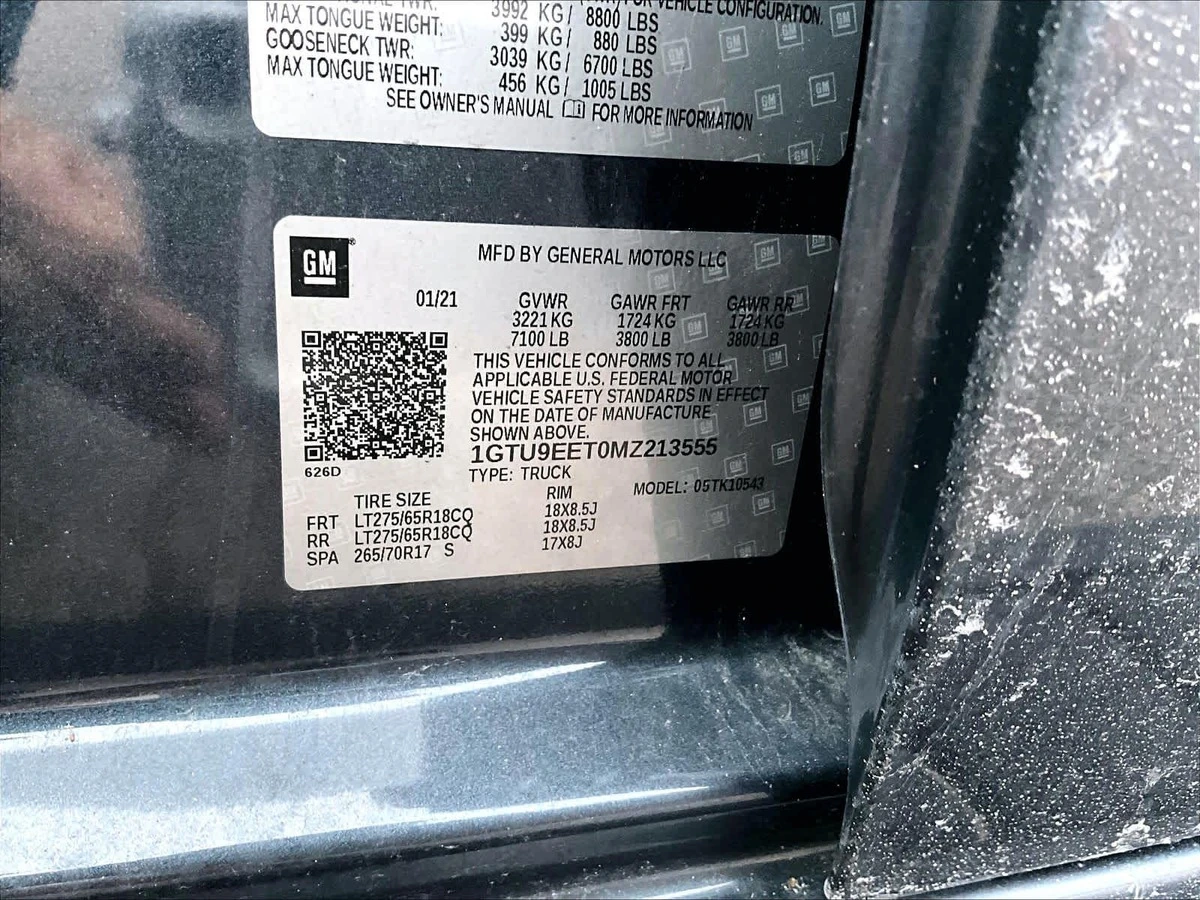 TWR: 3992 KG/ 8800 LBS FOR VEHICLE CONFIGURATION.
MAX TONGUE WEIGHT: 399 KG/ 880 LBS
GOOSENECK TWR: 3039 KG/ 6700 LBS
MAX TONGUE WEIGHT: 456 KG/ 1005 LBS
SEE OWNER'S MANUAL FOR MORE INFORMATION
GM
MFD BY GENERAL MOTORS LLC
01/21 GVWR GAWR FRT GAWR RR
3221 KG 1724 KG 1724 KG
7100 LB 3800 LB 3800 LB
THIS VEHICLE CONFORMS TO ALL
APPLICABLE U.S. FEDERAL MOTOR
VEHICLE SAFETY STANDARDS IN EFFECT
ON THE DATE OF MANUFACTURE
SHOWN ABOVE.
1GTU9EET0MZ213555
626D
TYPE: TRUCK MODEL: 05TK10543
TIRE SIZE RIM
FRT LT275/65R18CQ 18X8.5J
RR LT275/65R18CQ 18X8.5J
SPA 265/70R17 S 17X8J